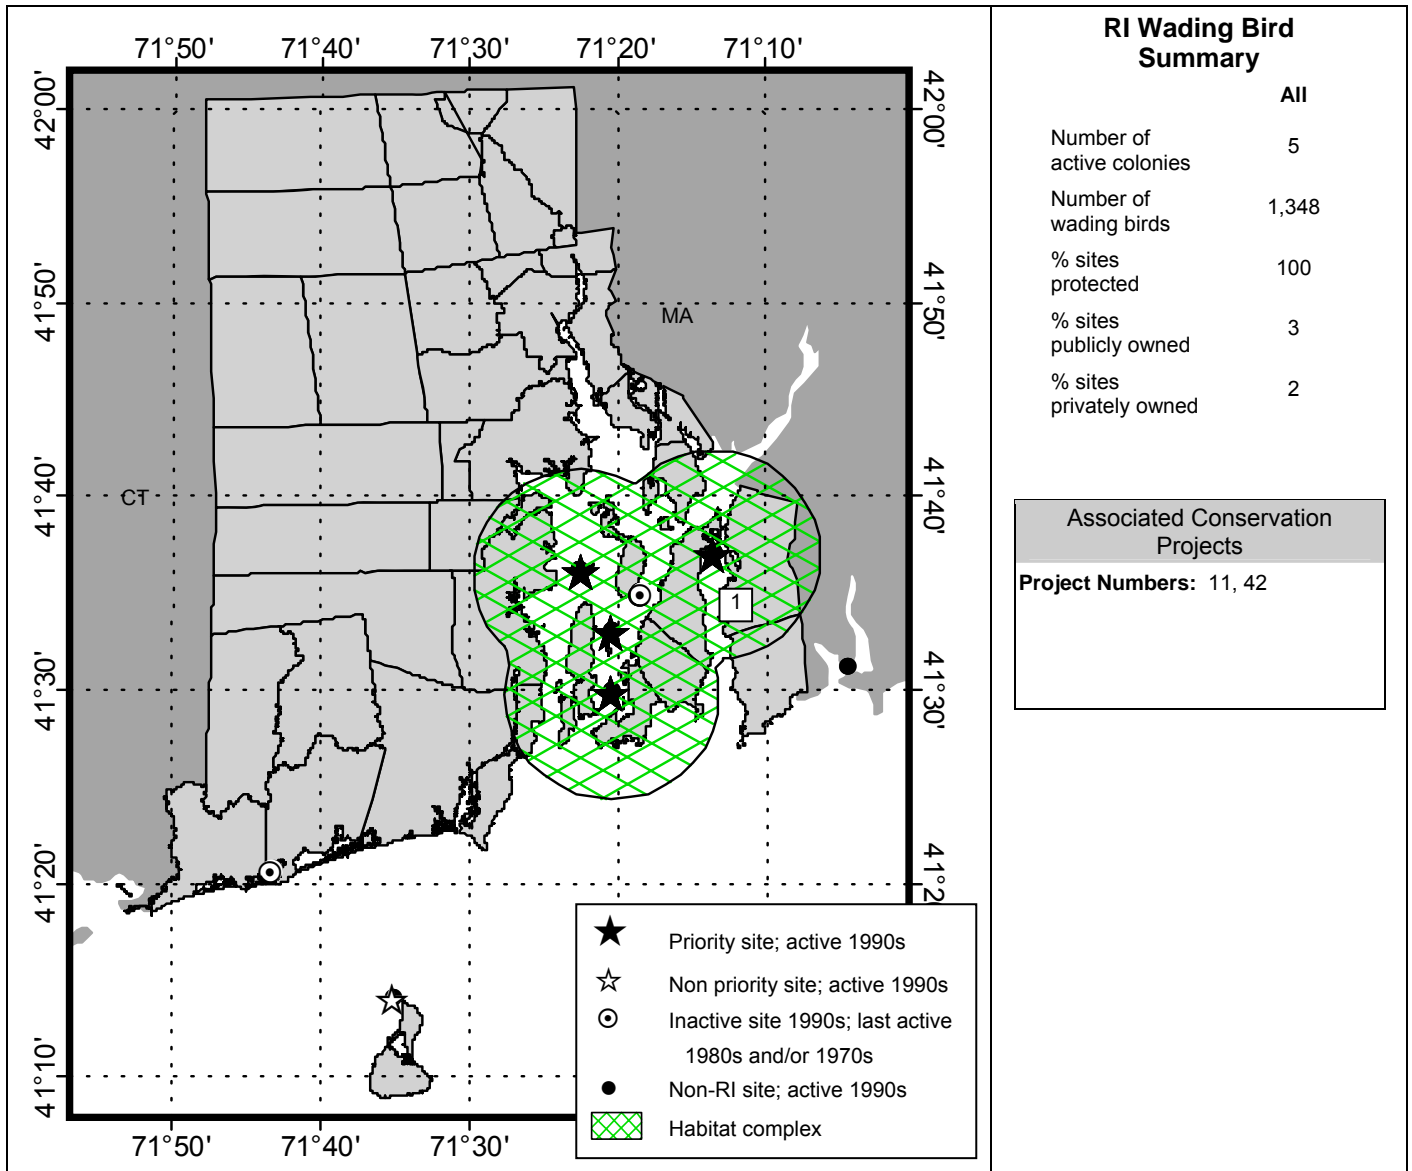 71°50' 71°40' 71°30' 71°20' 71°10'
42°00' 42°00'
41°50' 41°50'
MA
CT
41°40' 41°40'
1
41°30' 41°30'
41°20' 41°20'
41°10'
71°50' 71°40' 71°30'
Priority site; active 1990s
Non priority site; active 1990s
Inactive site 1990s; last active
1980s and/or 1970s
Non-RI site; active 1990s
Habitat complex
RI Wading Bird
Summary
All
Number of
active colonies 5
Number of
wading birds 1,348
% sites
protected 100
% sites
publicly owned 3
% sites
privately owned 2
Associated Conservation
Projects
Project Numbers: 11, 42